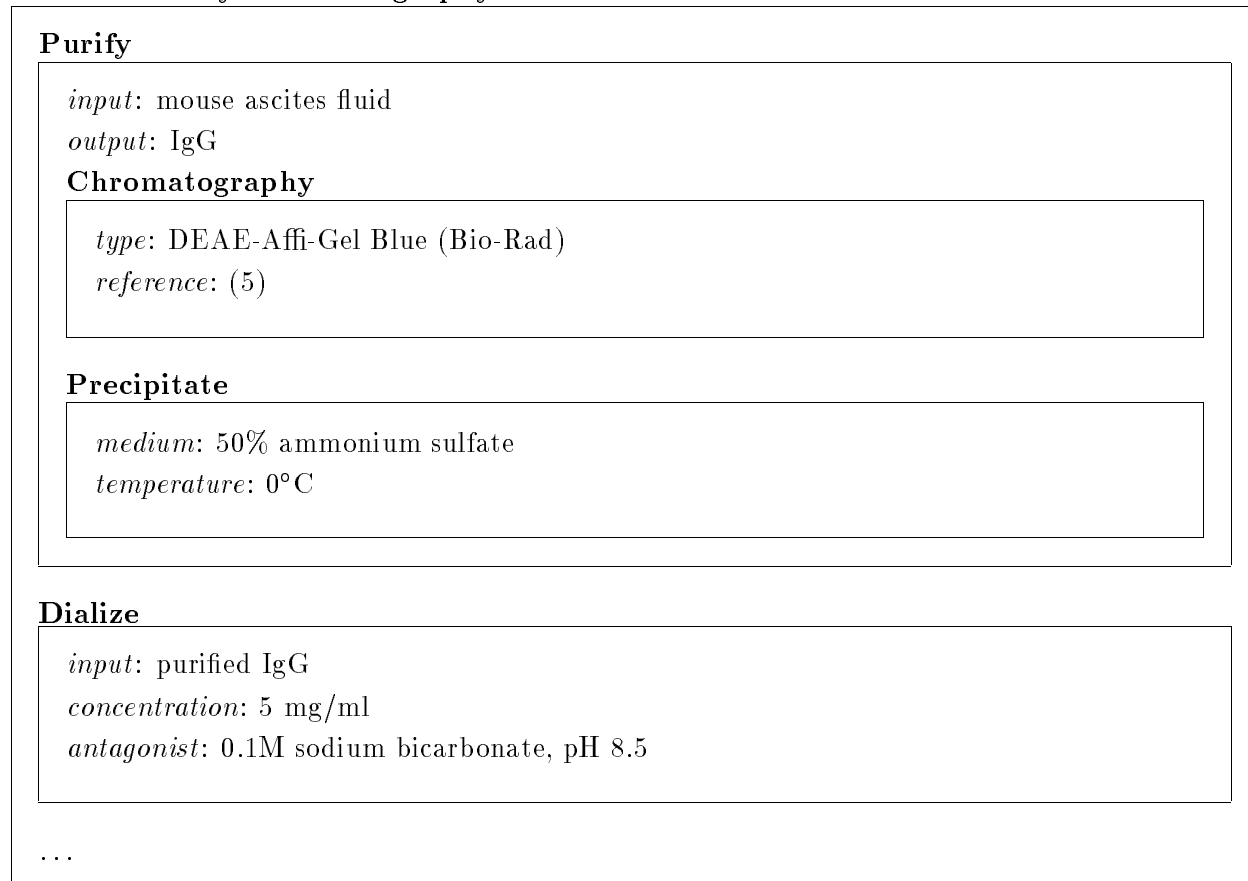 Purify
input: mouse ascites fluid
output: IgG
Chromatography
type: DEAE-Affi-Gel Blue (Bio-Rad)
reference: (5)
Precipitate
medium: 50% ammonium sulfate
temperature: 0°C
Dialize
input: purified IgG
concentration: 5 mg/ml
antagonist: 0.1M sodium bicarbonate, pH 8.5
...